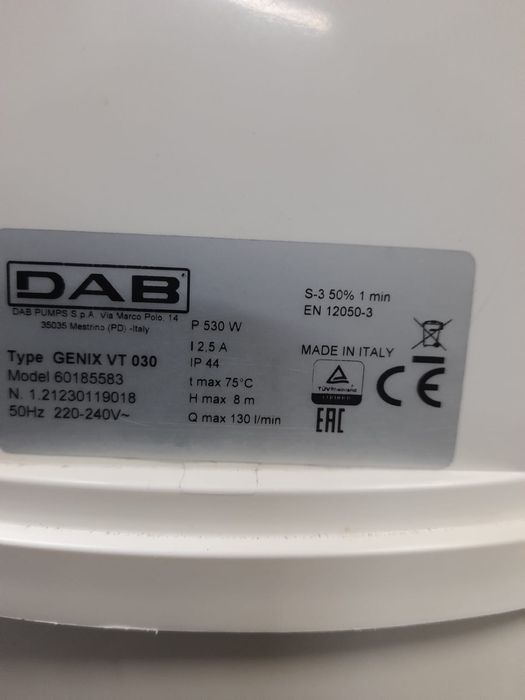 DAB
DAB PUMPS S.p.A. Via Marco Polo, 14
35035 Mestrino (PD) -Italy
Type GENIX VT 030
Model 60185583
N. 1.21230119018
50Hz 220-240V~
P 530 W
I 2,5 A
IP 44
t max 75°C
H max 8 m
Q max 130 l/min
S-3 50% 1 min
EN 12050-3
MADE IN ITALY
TÜVRheinland
CE
EAC